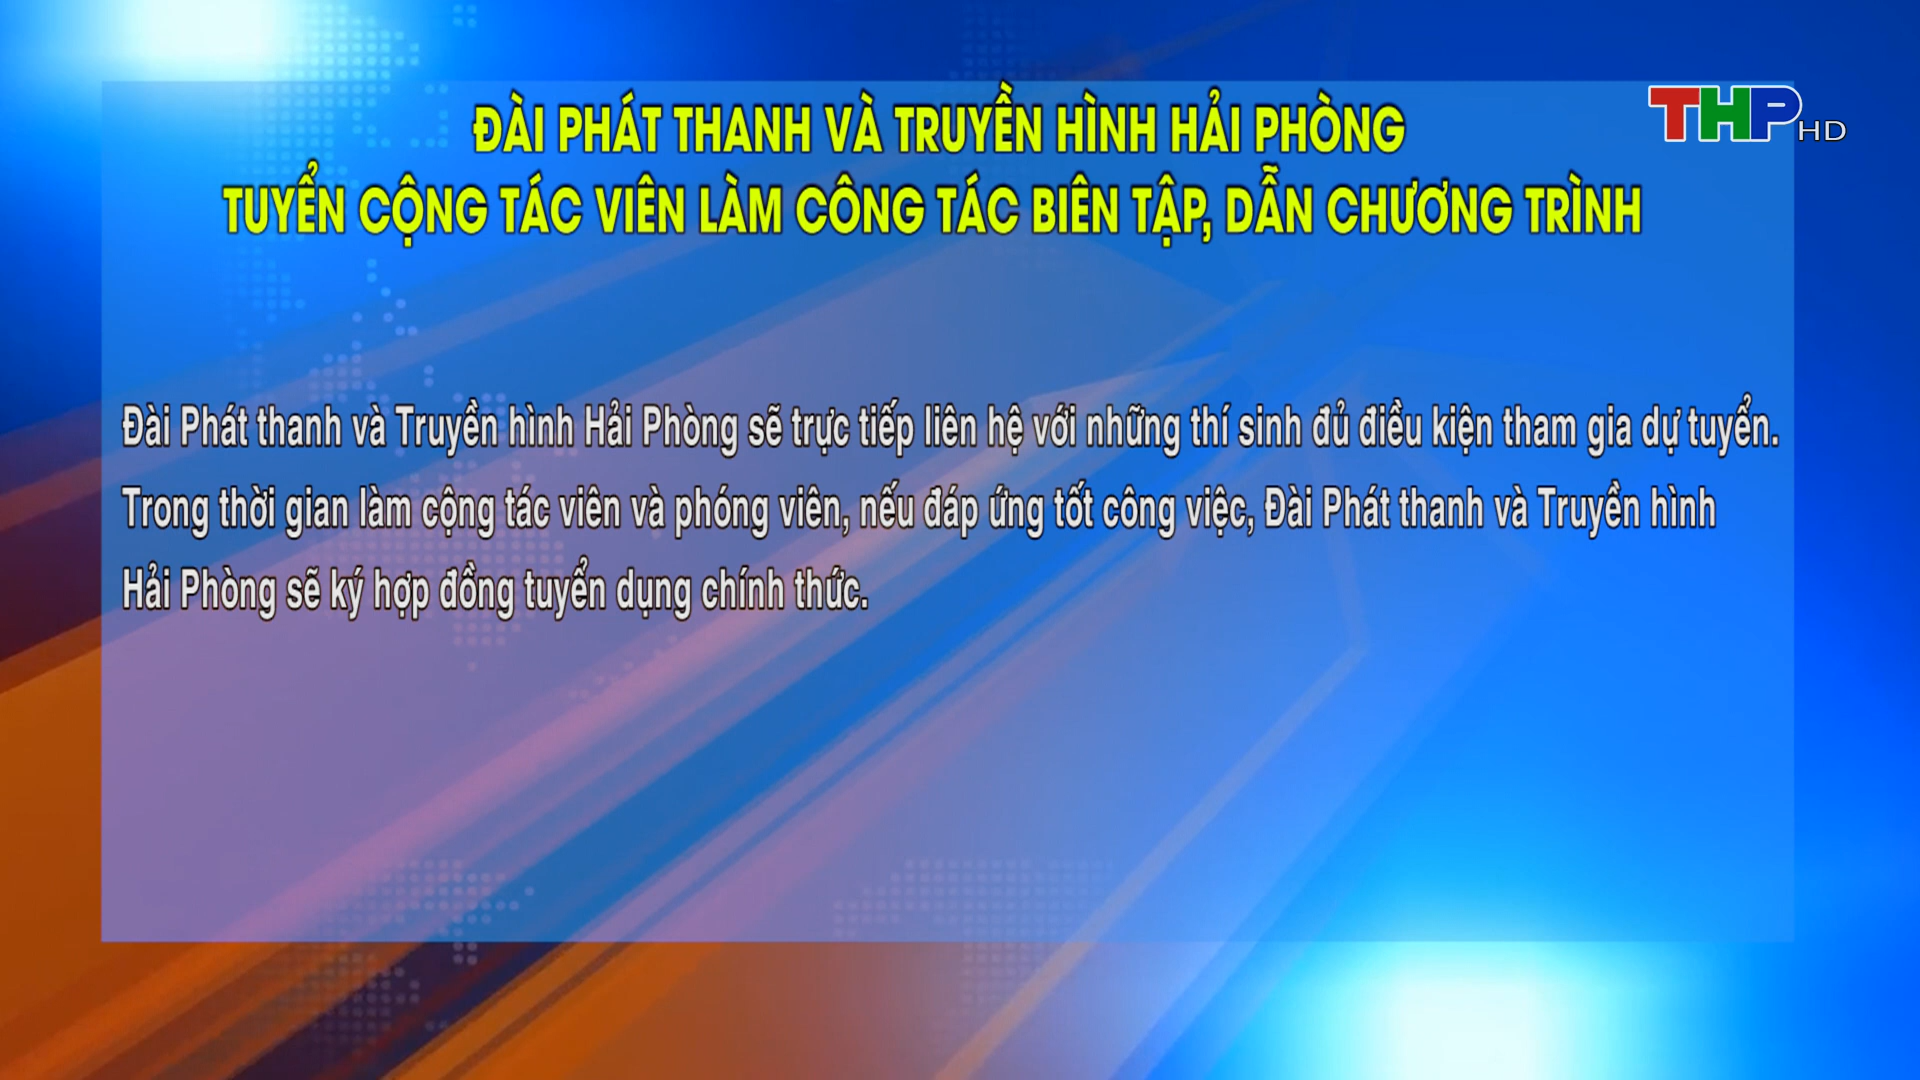 ĐÀI PHÁT THANH VÀ TRUYỀN HÌNH HẢI PHÒNG
THP HD
TUYỂN CỘNG TÁC VIÊN LÀM CÔNG TÁC BIÊN TẬP, DẪN CHƯƠNG TRÌNH
Đài Phát thanh và Truyền hình Hải Phòng sẽ trực tiếp liên hệ với những thí sinh đủ điều kiện tham gia dự tuyển.
Trong thời gian làm cộng tác viên và phóng viên, nếu đáp ứng tốt công việc, Đài Phát thanh và Truyền hình
Hải Phòng sẽ ký hợp đồng tuyển dụng chính thức.